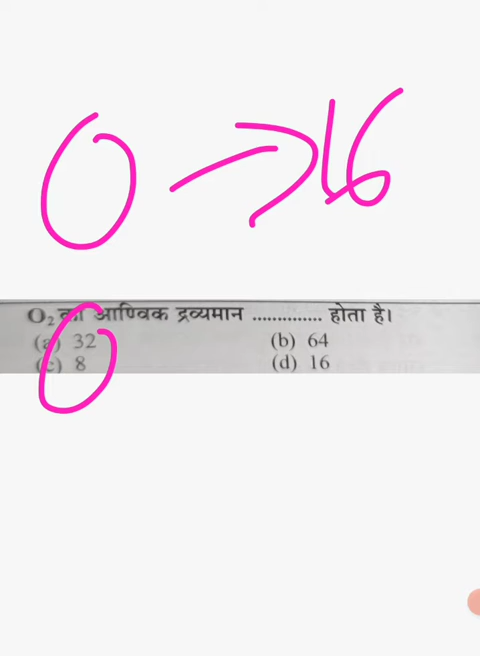 O → 16
O₂ का आण्विक द्रव्यमान ............. होता है।
(a) 32 (b) 64
(c) 8 (d) 16